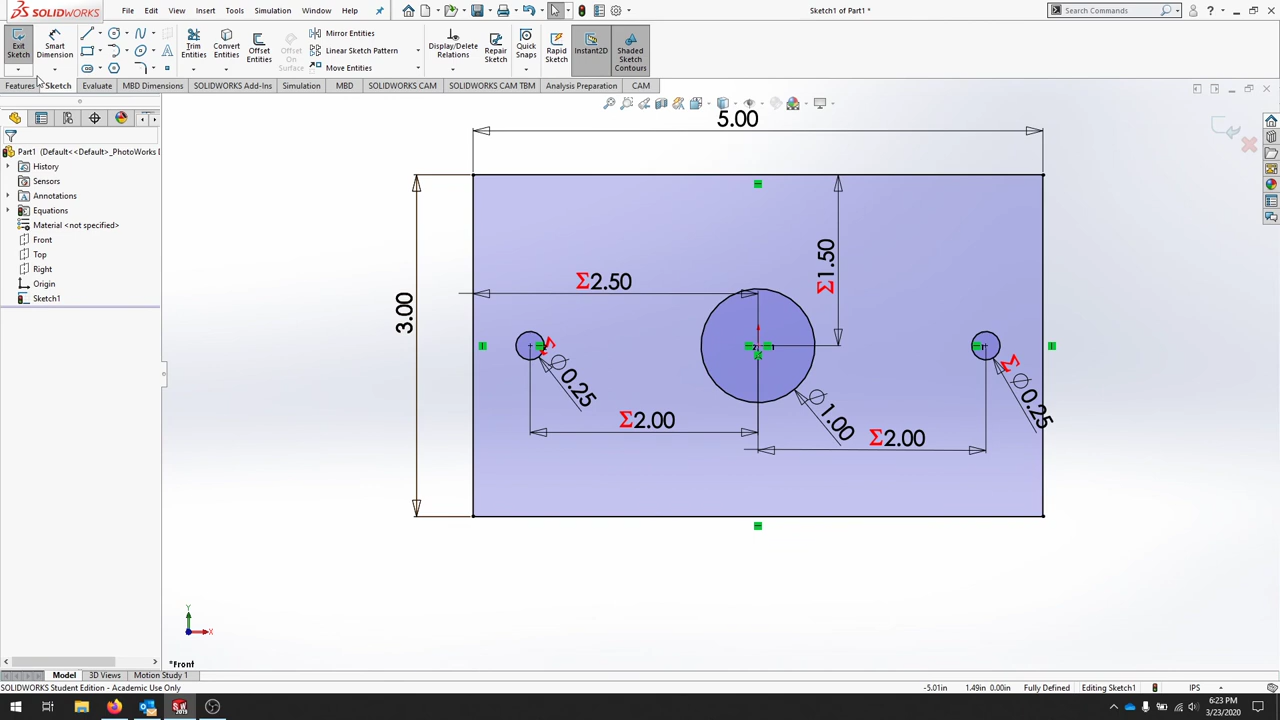 SOLIDWORKS
File Edit View Insert Tools Simulation Window Help
Sketch1 of Part1 *
Search Commands
Exit Sketch
Smart Dimension
Trim Entities
Convert Entities
Offset Entities
Offset On Surface
Mirror Entities
Linear Sketch Pattern
Move Entities
Display/Delete Relations
Repair Sketch
Quick Snaps
Rapid Sketch
Instant2D
Shaded Sketch Contours
Features Sketch Evaluate MBD Dimensions SOLIDWORKS Add-Ins Simulation MBD SOLIDWORKS CAM SOLIDWORKS CAM TBM Analysis Preparation CAM
Part1 (Default<<Default>_PhotoWorks D
History
Sensors
Annotations
Equations
Material <not specified>
Front
Top
Right
Origin
Sketch1
5.00
3.00
Σ2.50
Σ1.50
Σ
∅0.25
Σ2.00
∅1.00
Σ2.00
Σ
∅0.25
Y
X
*Front
Model 3D Views Motion Study 1
SOLIDWORKS Student Edition - Academic Use Only
-5.01in 1.49in 0.00in Fully Defined Editing Sketch1 IPS
6:23 PM
3/23/2020